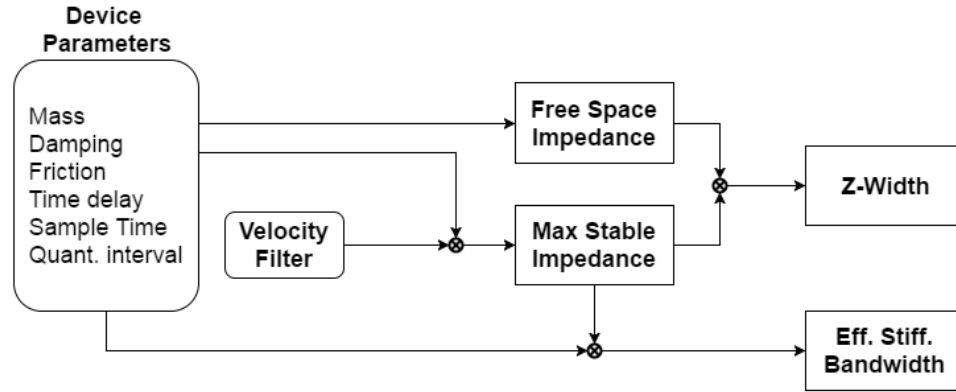 Device
Parameters
Mass
Damping
Friction
Time delay
Sample Time
Quant. interval
Velocity
Filter
Free Space
Impedance
Max Stable
Impedance
Z-Width
Eff. Stiff.
Bandwidth